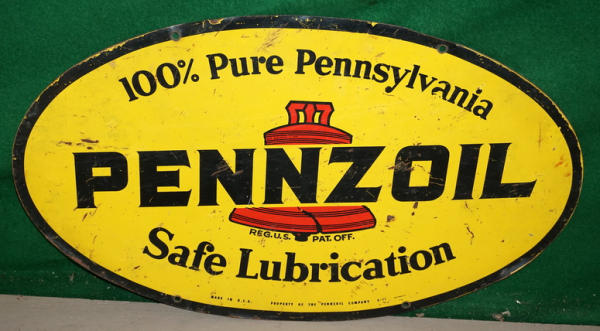 100% Pure Pennsylvania
PENNZOIL
REG. U.S. PAT. OFF.
Safe Lubrication
MADE IN U.S.A. PROPERTY OF THE PENNZOIL COMPANY